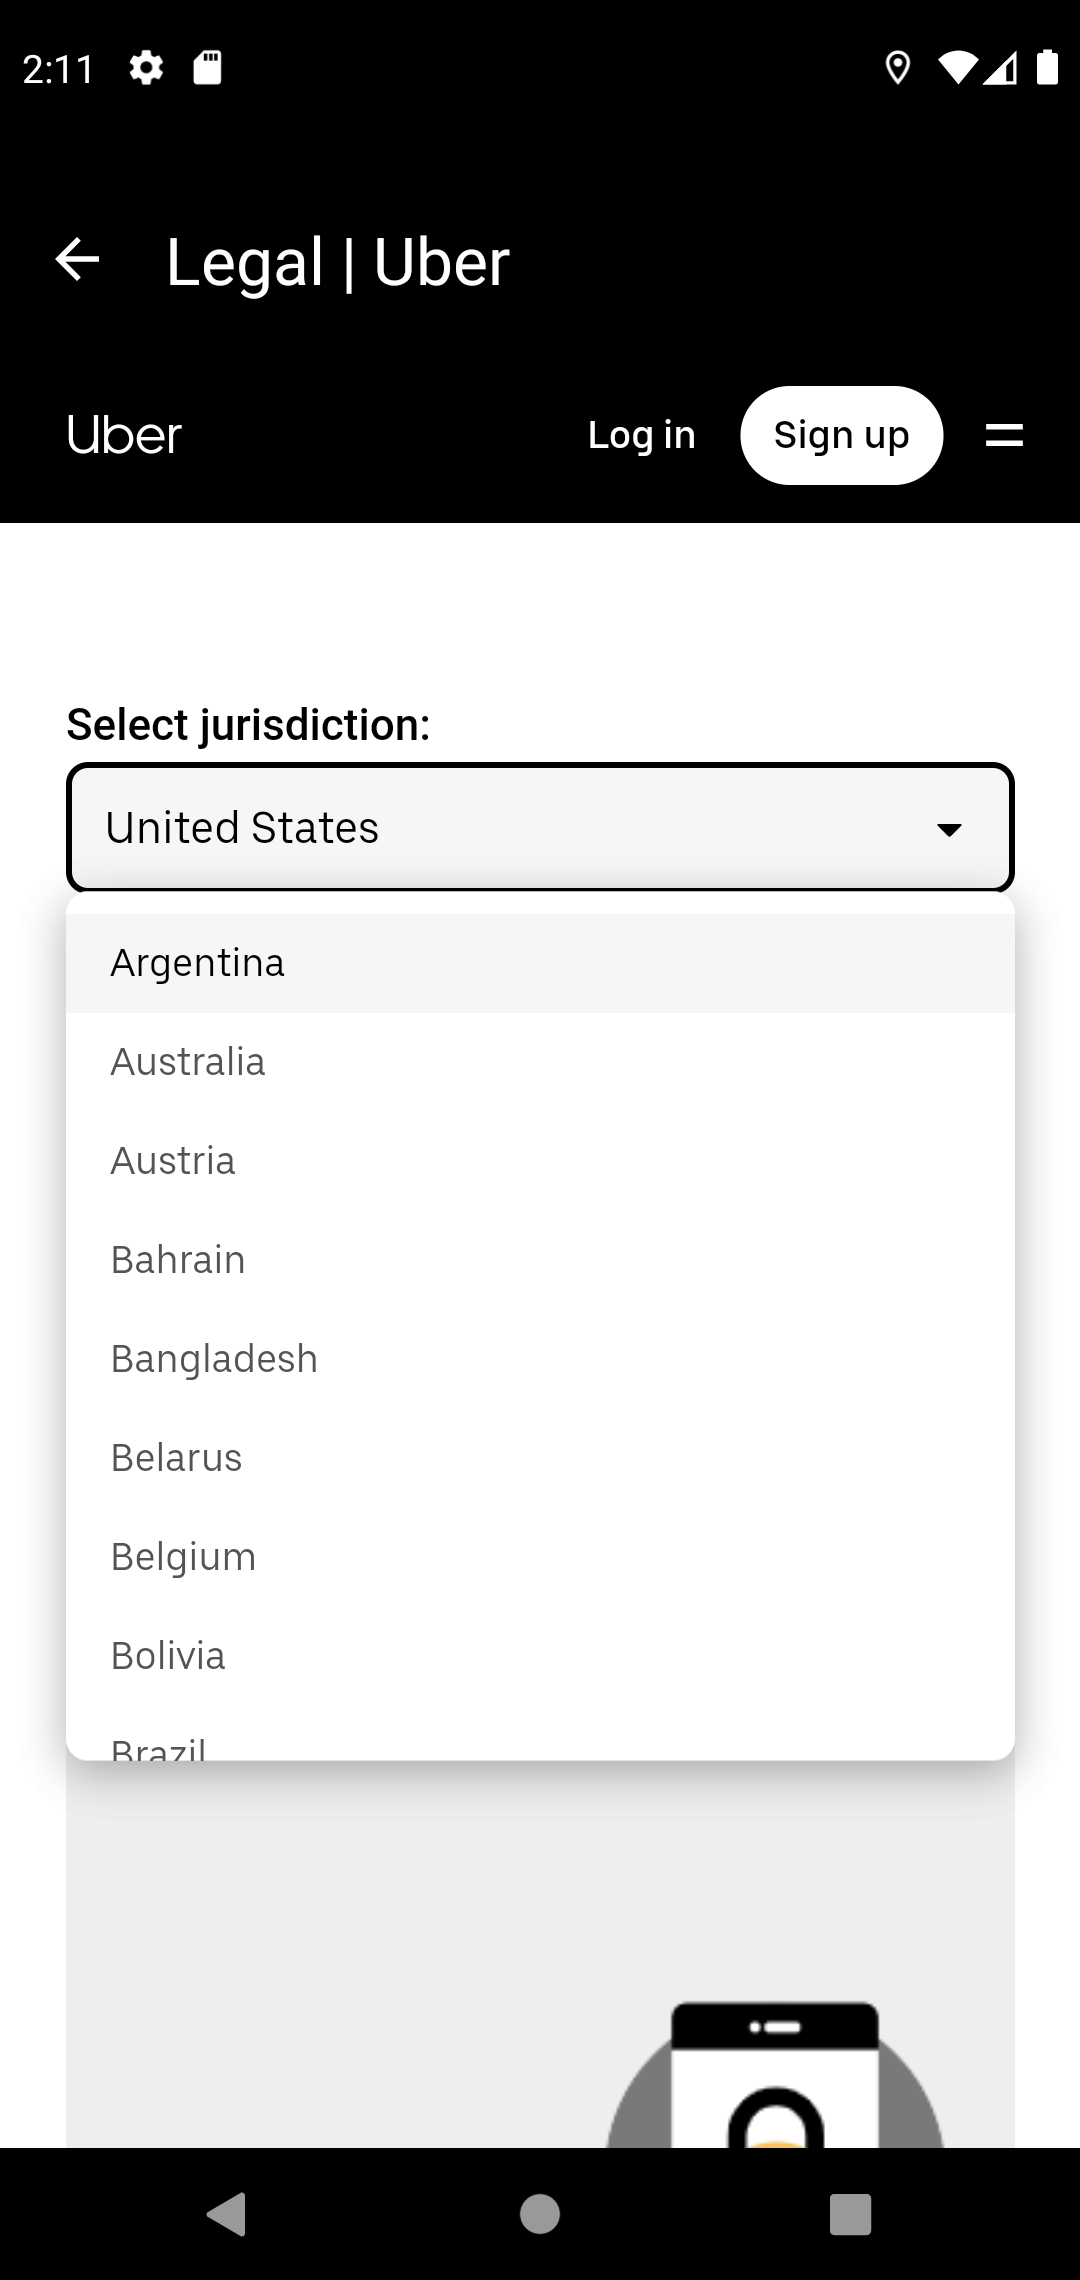 2:11
Legal | Uber
Uber
Log in
Sign up
Select jurisdiction:
United States
Argentina
Australia
Austria
Bahrain
Bangladesh
Belarus
Belgium
Bolivia
Brazil